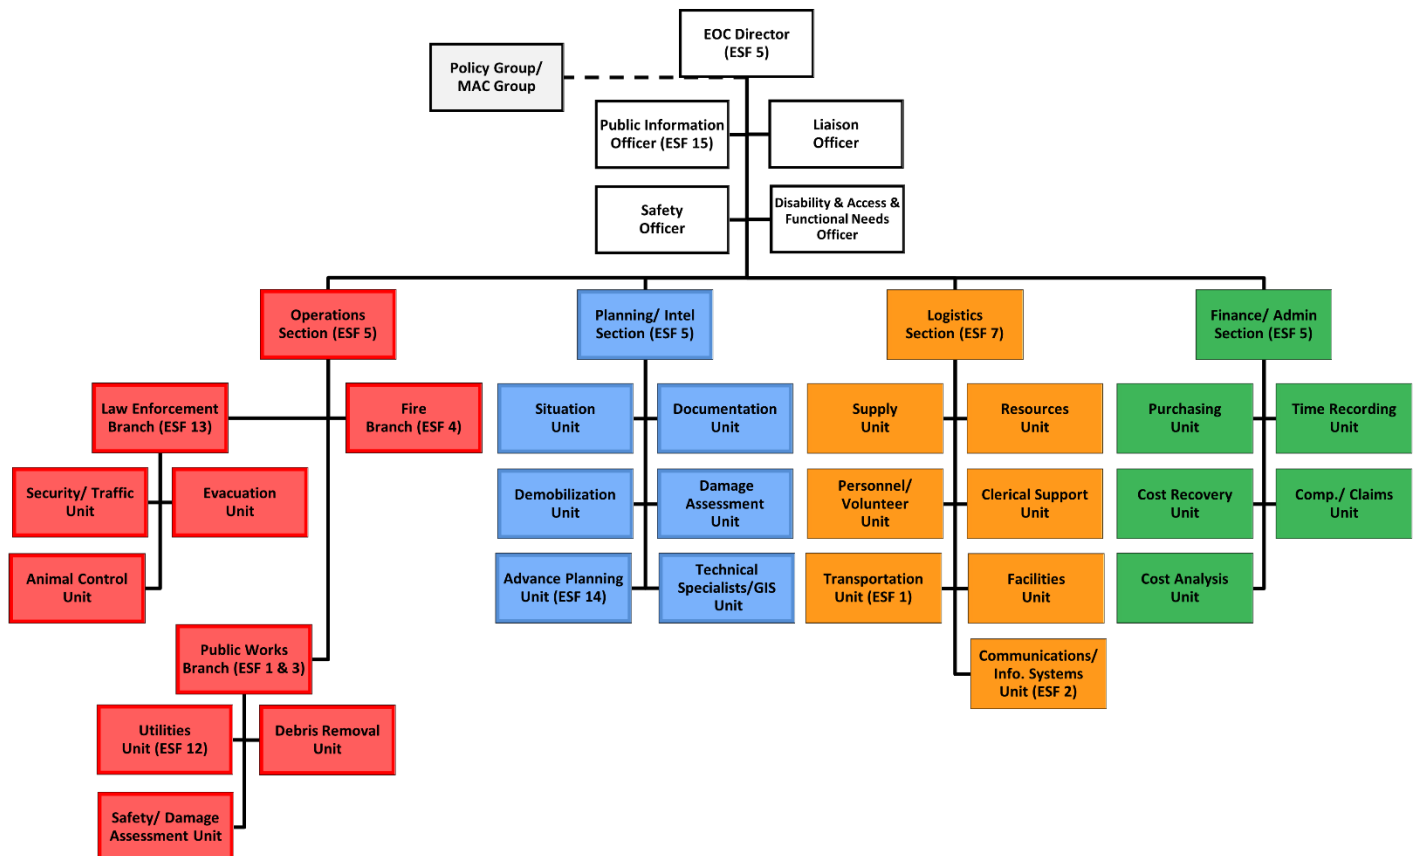 EOC Director
(ESF 5)
Policy Group/
MAC Group
Public Information
Officer (ESF 15)
Liaison
Officer
Safety
Officer
Disability & Access &
Functional Needs
Officer
Operations
Section (ESF 5)
Planning/ Intel
Section (ESF 5)
Logistics
Section (ESF 7)
Finance/ Admin
Section (ESF 5)
Law Enforcement
Branch (ESF 13)
Fire
Branch (ESF 4)
Security/ Traffic
Unit
Evacuation
Unit
Animal Control
Unit
Public Works
Branch (ESF 1 & 3)
Utilities
Unit (ESF 12)
Debris Removal
Unit
Safety/ Damage
Assessment Unit
Situation
Unit
Documentation
Unit
Demobilization
Unit
Damage
Assessment
Unit
Advance Planning
Unit (ESF 14)
Technical
Specialists/GIS
Unit
Supply
Unit
Resources
Unit
Personnel/
Volunteer
Unit
Clerical Support
Unit
Transportation
Unit (ESF 1)
Facilities
Unit
Communications/
Info. Systems
Unit (ESF 2)
Purchasing
Unit
Time Recording
Unit
Cost Recovery
Unit
Comp./ Claims
Unit
Cost Analysis
Unit